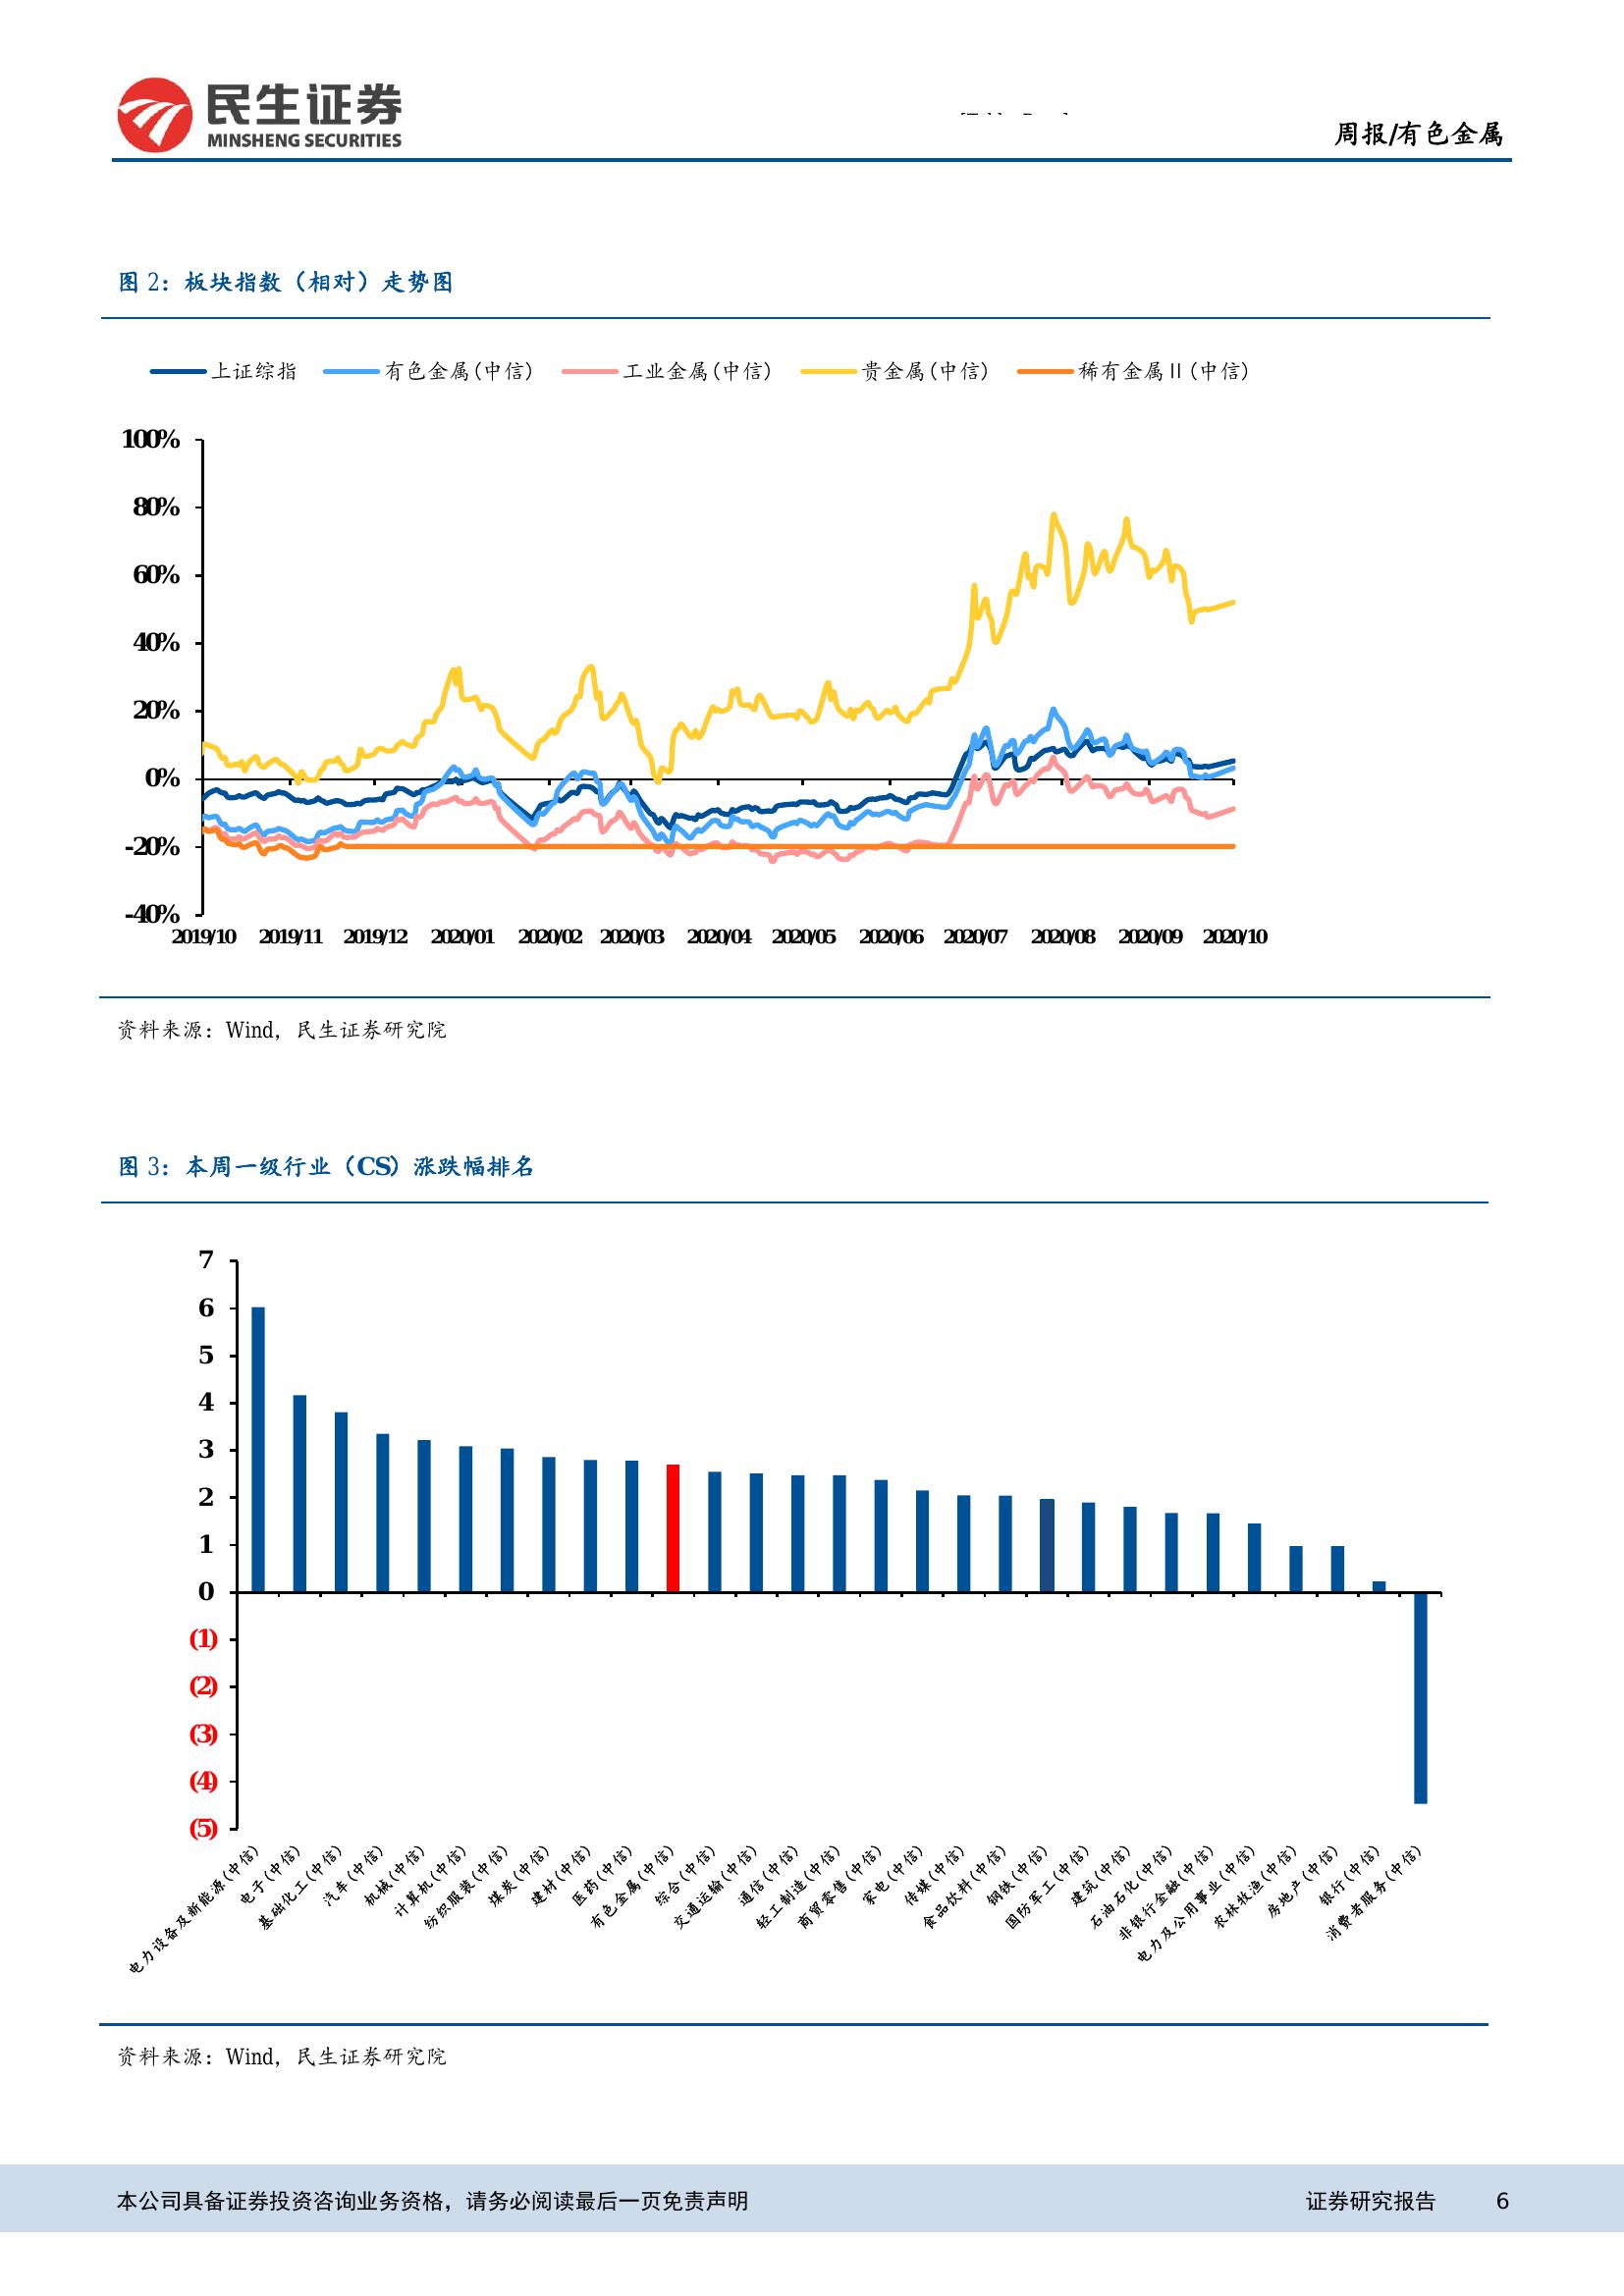 民生证券
MINSHENG SECURITIES
周报/有色金属
图 2：板块指数（相对）走势图
上证综指 有色金属(中信) 工业金属(中信) 贵金属(中信) 稀有金属Ⅱ(中信)
100%
80%
60%
40%
20%
0%
-20%
-40%
2019/10 2019/11 2019/12 2020/01 2020/02 2020/03 2020/04 2020/05 2020/06 2020/07 2020/08 2020/09 2020/10
资料来源：Wind，民生证券研究院
图 3：本周一级行业（CS）涨跌幅排名
7
6
5
4
3
2
1
0
(1)
(2)
(3)
(4)
(5)
电力设备及新能源(中信)
电子(中信)
基础化工(中信)
汽车(中信)
机械(中信)
计算机(中信)
纺织服装(中信)
煤炭(中信)
建材(中信)
医药(中信)
有色金属(中信)
综合(中信)
交通运输(中信)
通信(中信)
轻工制造(中信)
商贸零售(中信)
家电(中信)
传媒(中信)
食品饮料(中信)
钢铁(中信)
国防军工(中信)
建筑(中信)
石油石化(中信)
非银行金融(中信)
电力及公用事业(中信)
农林牧渔(中信)
房地产(中信)
银行(中信)
消费者服务(中信)
资料来源：Wind，民生证券研究院
本公司具备证券投资咨询业务资格，请务必阅读最后一页免责声明 证券研究报告 6